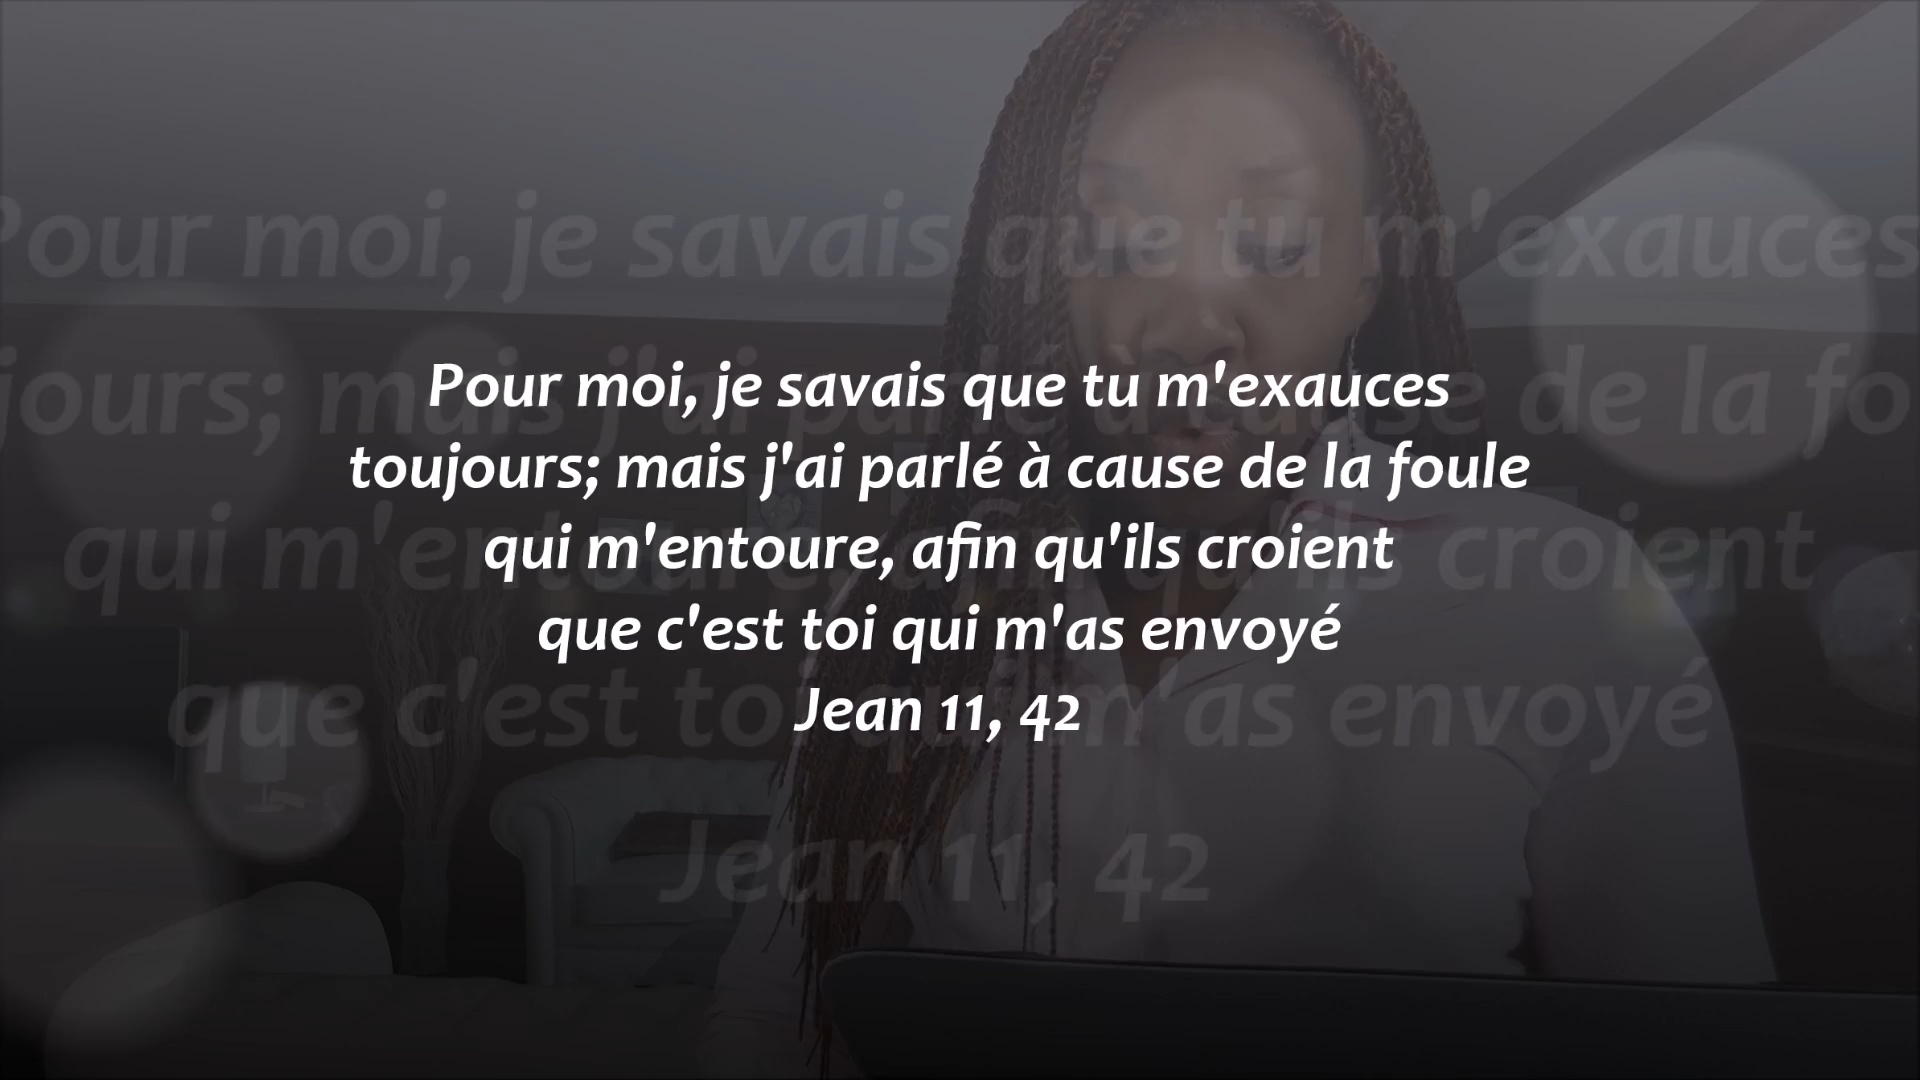 Pour moi, je savais que tu m'exauces
toujours; mais j'ai parlé à cause de la foule
qui m'entoure, afin qu'ils croient
que c'est toi qui m'as envoyé
Jean 11, 42